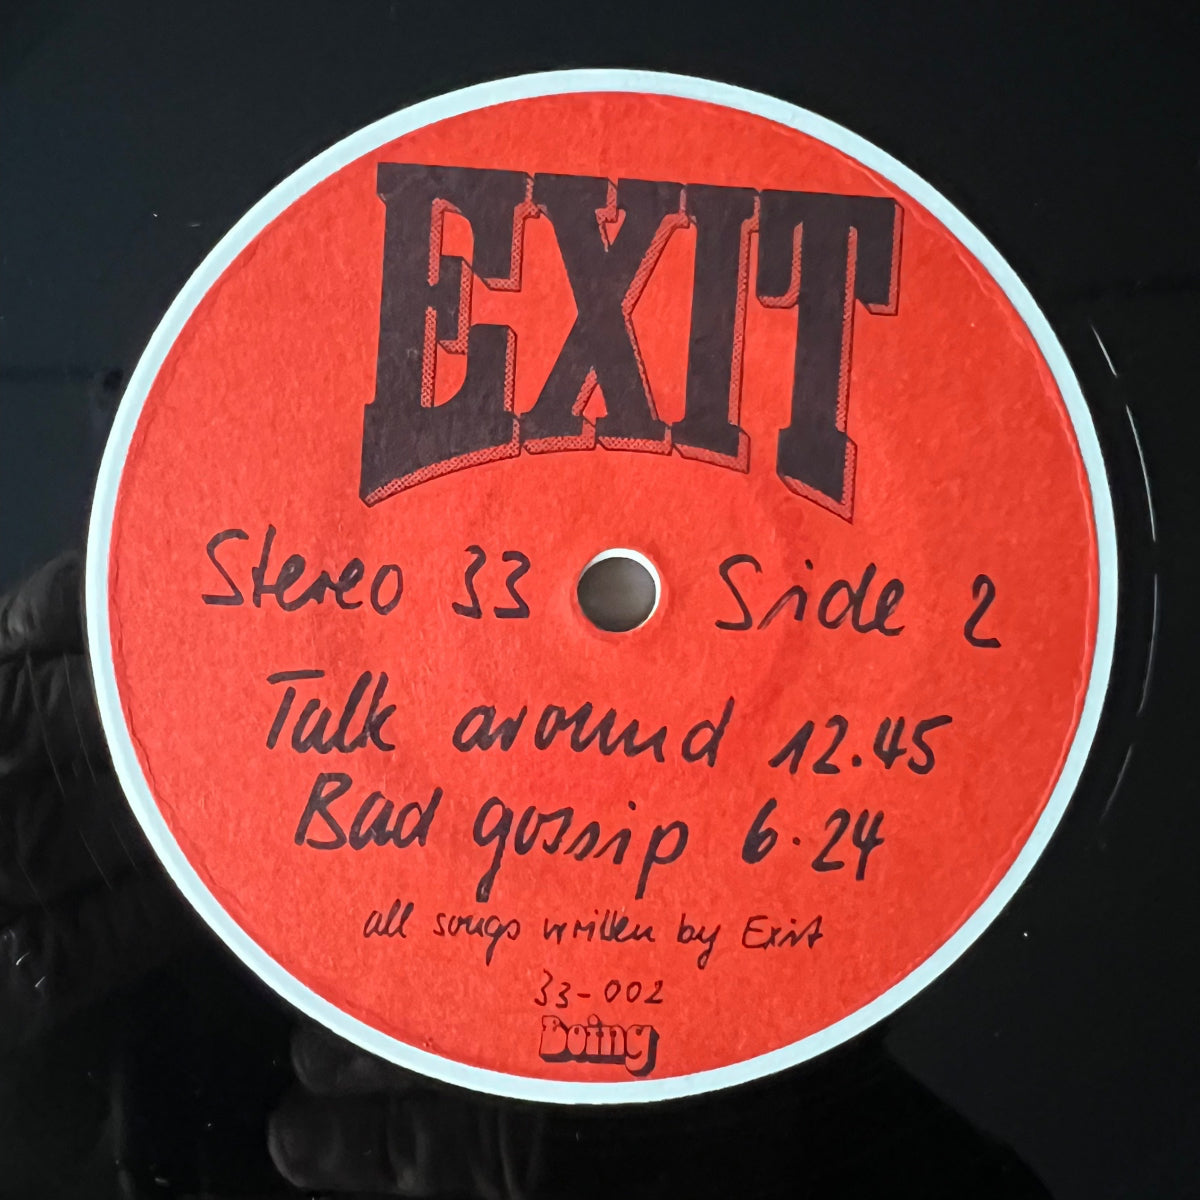 EXIT
Stereo 33 Side 2
Talk around 12.45
Bad gossip 6.24
all songs written by Exit
33-002
Boing